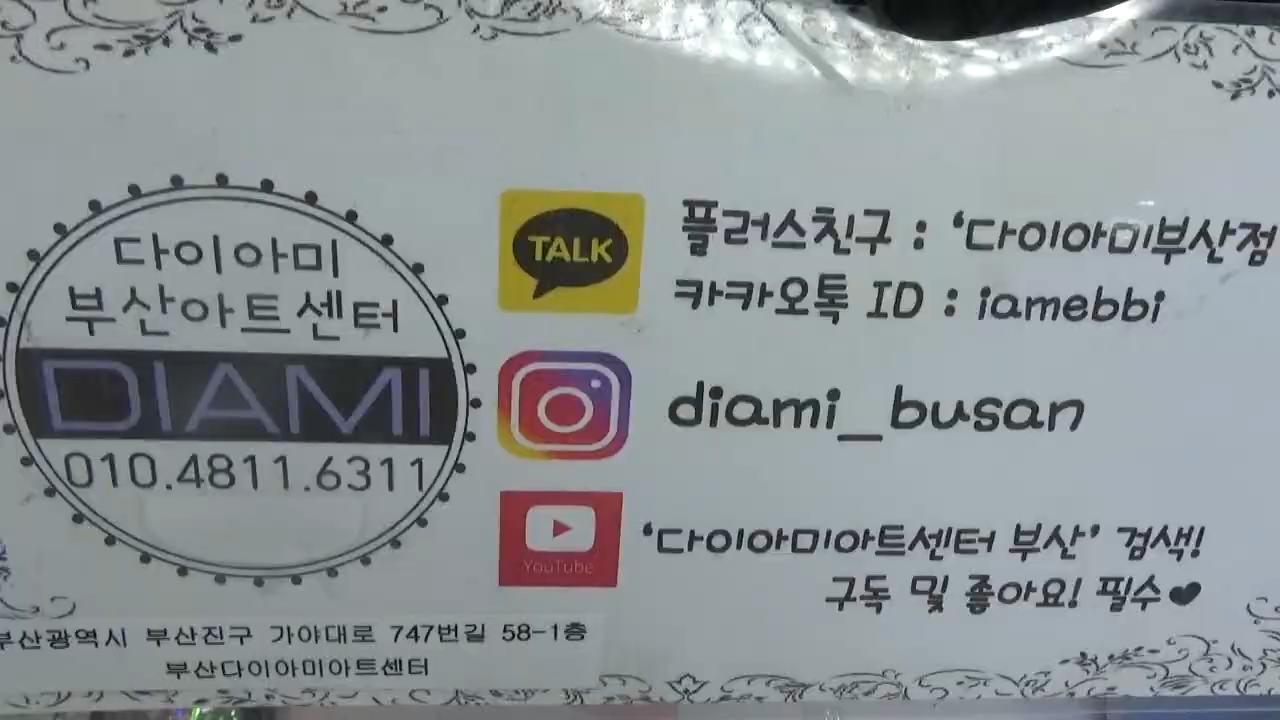 다이아미
부산아트센터
DIAMI
010.4811.6311
TALK
플러스친구 : ‘다이아미부산점
카카오톡 ID : iamebbi
diami_busan
YouTube
‘다이아미아트센터 부산’ 검색!
구독 및 좋아요! 필수❤
부산광역시 부산진구 가야대로 747번길 58-1층
부산다이아미아트센터